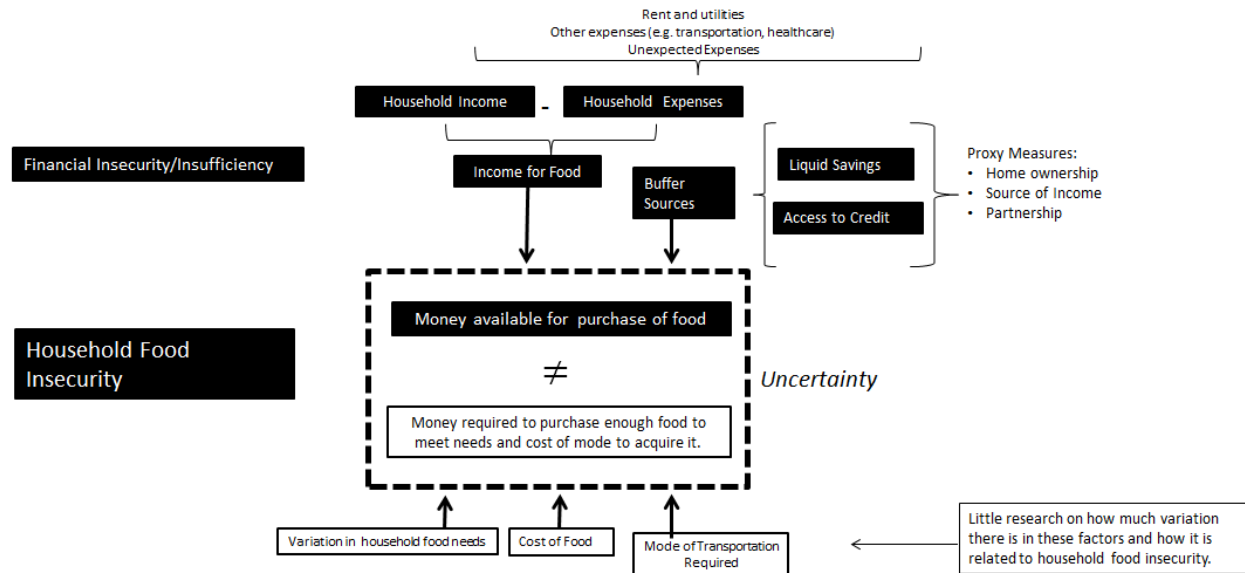 Rent and utilities
Other expenses (e.g. transportation, healthcare)
Unexpected Expenses
Household Income
-
Household Expenses
Financial Insecurity/Insufficiency
Income for Food
Buffer
Sources
Liquid Savings
Access to Credit
Proxy Measures:
• Home ownership
• Source of Income
• Partnership
Household Food
Insecurity
Money available for purchase of food
≠
Uncertainty
Money required to purchase enough food to
meet needs and cost of mode to acquire it.
Variation in household food needs
Cost of Food
Mode of Transportation
Required
Little research on how much variation
there is in these factors and how it is
related to household food insecurity.